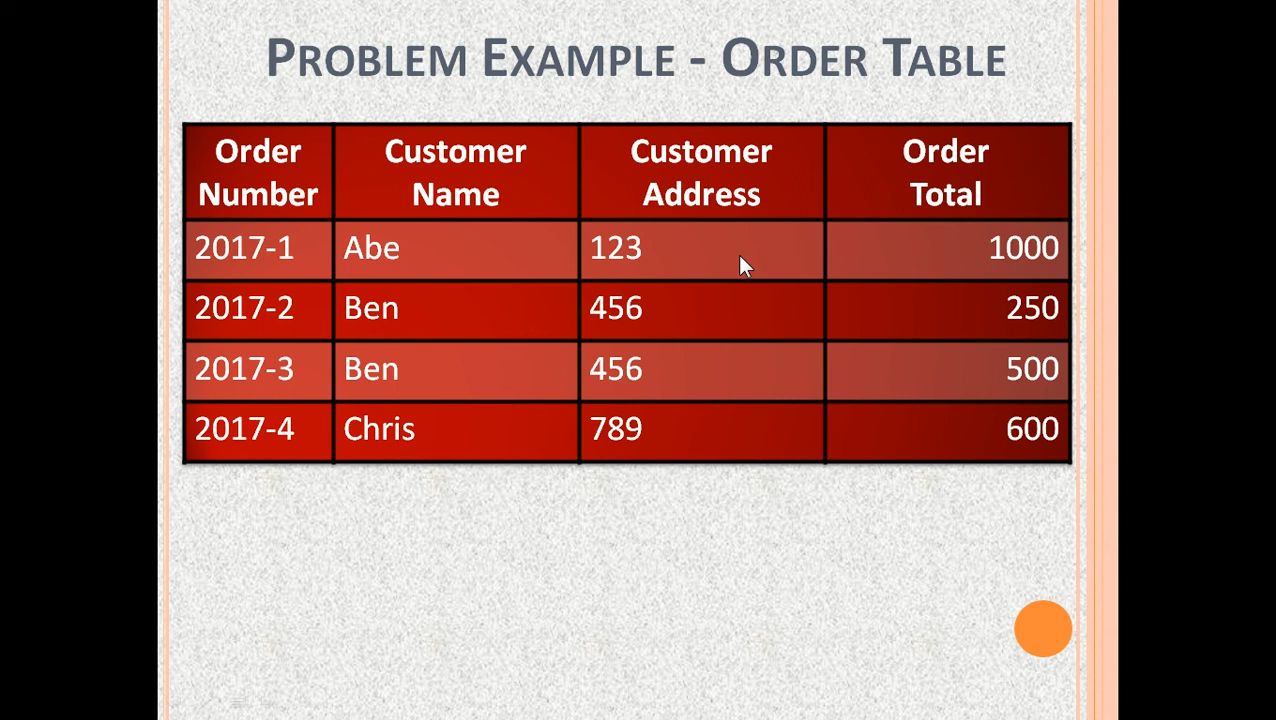 PROBLEM EXAMPLE - ORDER TABLE
Order Number Customer Name Customer Address Order Total
2017-1 Abe 123 1000
2017-2 Ben 456 250
2017-3 Ben 456 500
2017-4 Chris 789 600